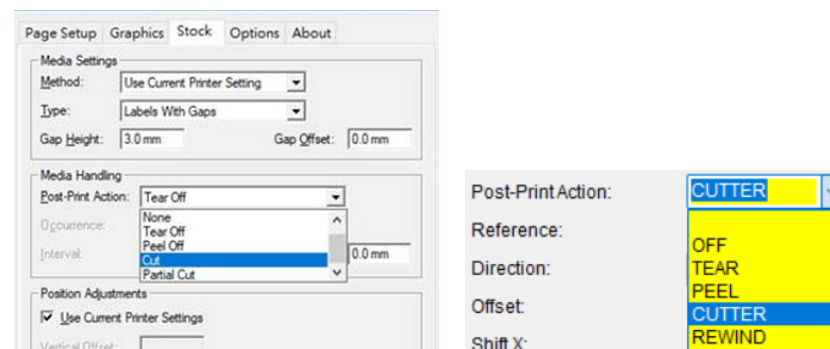 Page Setup Graphics Stock Options About
Media Settings
Method: Use Current Printer Setting
Type: Labels With Gaps
Gap Height: 3.0 mm Gap Offset: 0.0 mm
Media Handling
Post-Print Action: Tear Off
None
Occurrence: Tear Off
Peel Off
Interval: Cut 0.0 mm
Partial Cut
Position Adjustments
Use Current Printer Settings
Vertical Offset:
Post-Print Action: CUTTER
Reference:
OFF
Direction: TEAR
PEEL
Offset: CUTTER
Shift X: REWIND